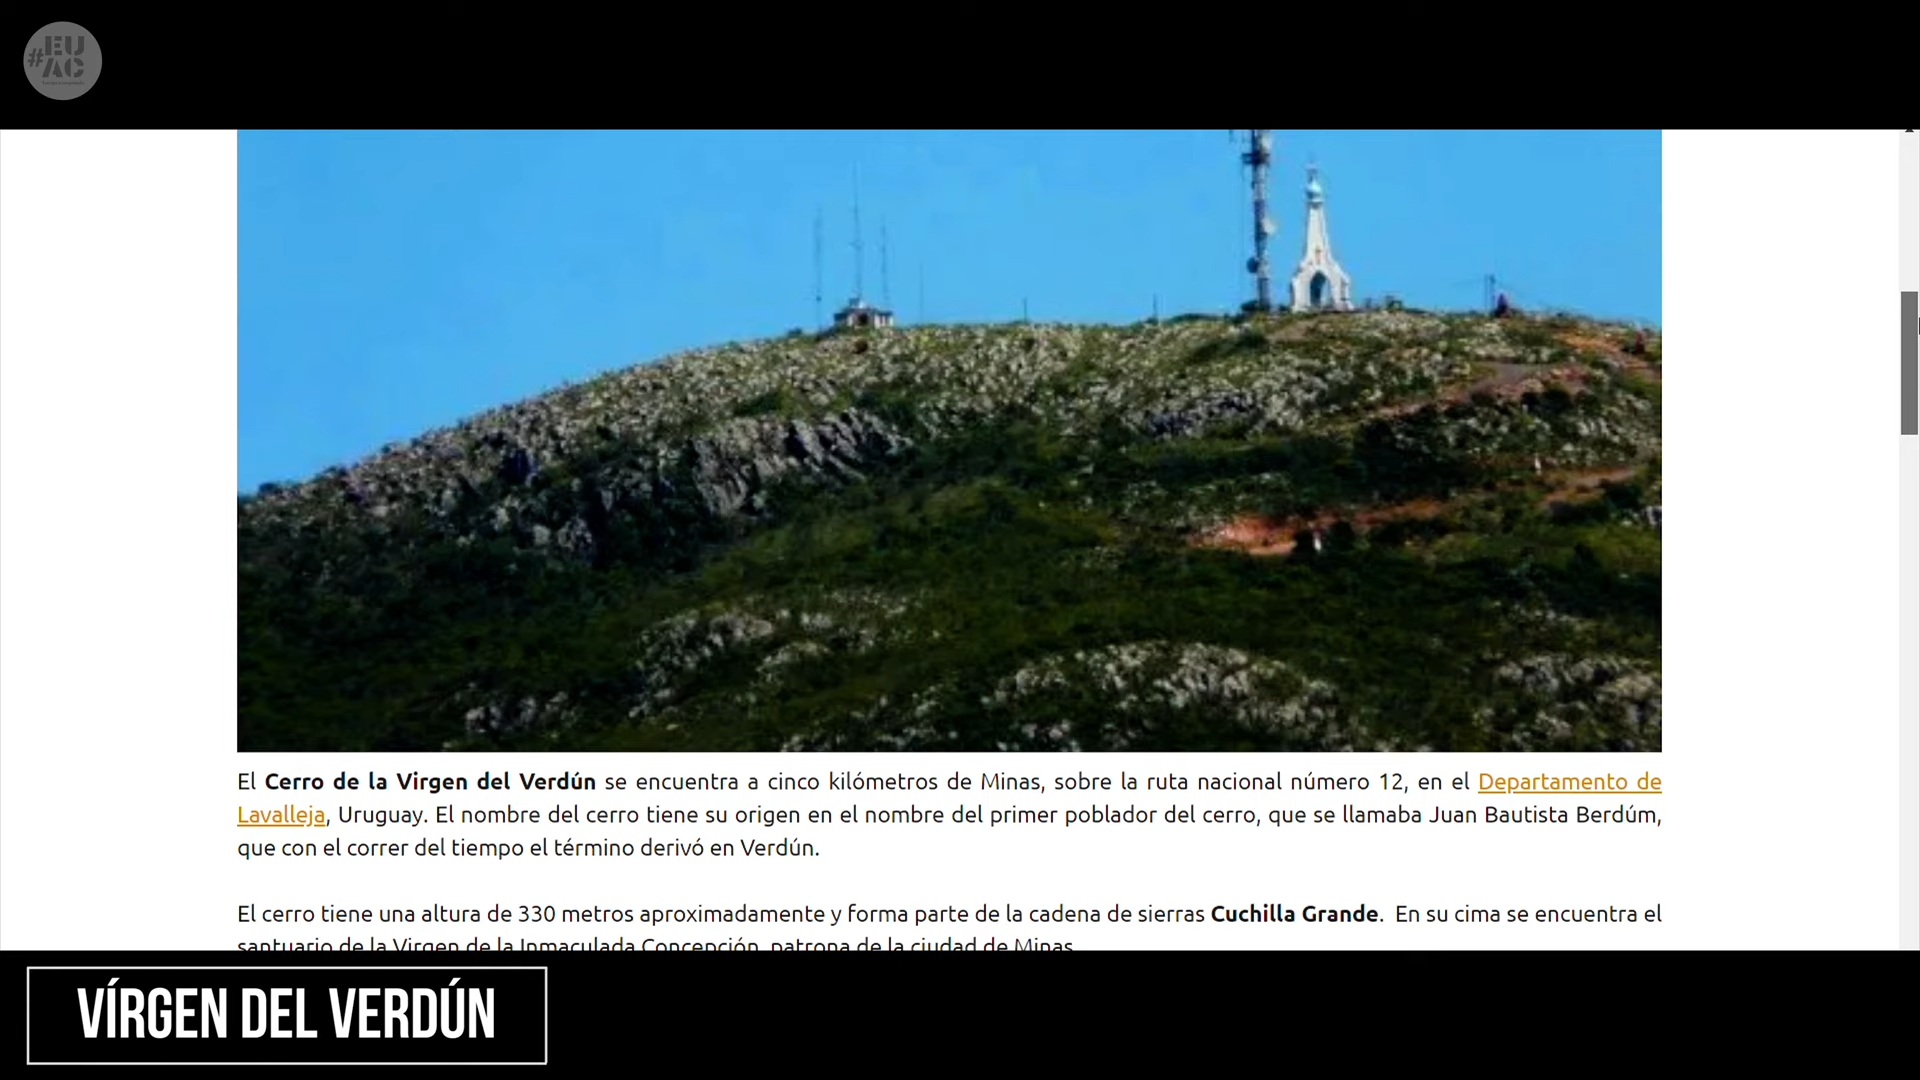 #EU
AC
El Cerro de la Virgen del Verdún se encuentra a cinco kilómetros de Minas, sobre la ruta nacional número 12, en el Departamento de
Lavalleja, Uruguay. El nombre del cerro tiene su origen en el nombre del primer poblador del cerro, que se llamaba Juan Bautista Berdúm,
que con el correr del tiempo el término derivó en Verdún.
El cerro tiene una altura de 330 metros aproximadamente y forma parte de la cadena de sierras Cuchilla Grande. En su cima se encuentra el
santuario de la Virgen de la Inmaculada Concepción, patrona de la ciudad de Minas.
VÍRGEN DEL VERDÚN